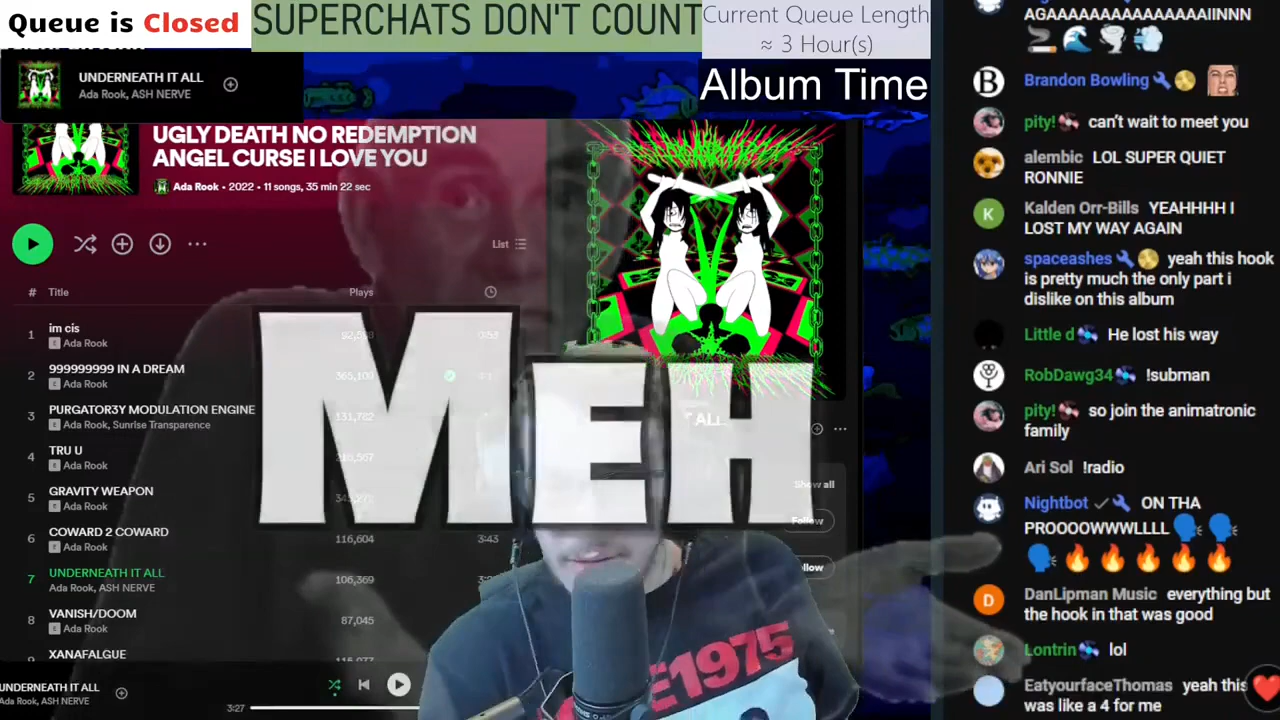 Queue is Closed
SUPERCHATS DON'T COUNT
Current Queue Length
≈ 3 Hour(s)
Album Time
UNDERNEATH IT ALL
Ada Rook, ASH NERVE
UGLY DEATH NO REDEMPTION
ANGEL CURSE I LOVE YOU
Ada Rook • 2022 • 11 songs, 35 min 22 sec
List
# Title Plays
1 im cis
E Ada Rook
2 999999999 IN A DREAM 365,109
E Ada Rook
3 PURGATOR3Y MODULATION ENGINE 131,782
E Ada Rook, Sunrise Transparence
4 TRU U
E Ada Rook
5 GRAVITY WEAPON
E Ada Rook
6 COWARD 2 COWARD 116,604 3:43
E Ada Rook
7 UNDERNEATH IT ALL 106,369
Ada Rook, ASH NERVE
8 VANISH/DOOM 87,045
E Ada Rook
XANAFALGUE
MEH
ALL
Show all
Follow
UNDERNEATH IT ALL
Ada Rook, ASH NERVE
3:27
E1975
AGAAAAAAAAAAAAAIINNN
🚬🌊🌪️💨
Brandon Bowling
pity! can't wait to meet you
alembic LOL SUPER QUIET
RONNIE
Kalden Orr-Bills YEAHHHH I
LOST MY WAY AGAIN
spaceashes yeah this hook
is pretty much the only part i
dislike on this album
Little d He lost his way
RobDawg34 !subman
pity! so join the animatronic
family
Ari Sol !radio
Nightbot ON THA
PROOOOWWWLLLL🗣️🗣️
🗣️🔥🔥🔥🔥🔥
DanLipman Music everything but
the hook in that was good
Lontrin lol
EatyourfaceThomas yeah this
was like a 4 for me